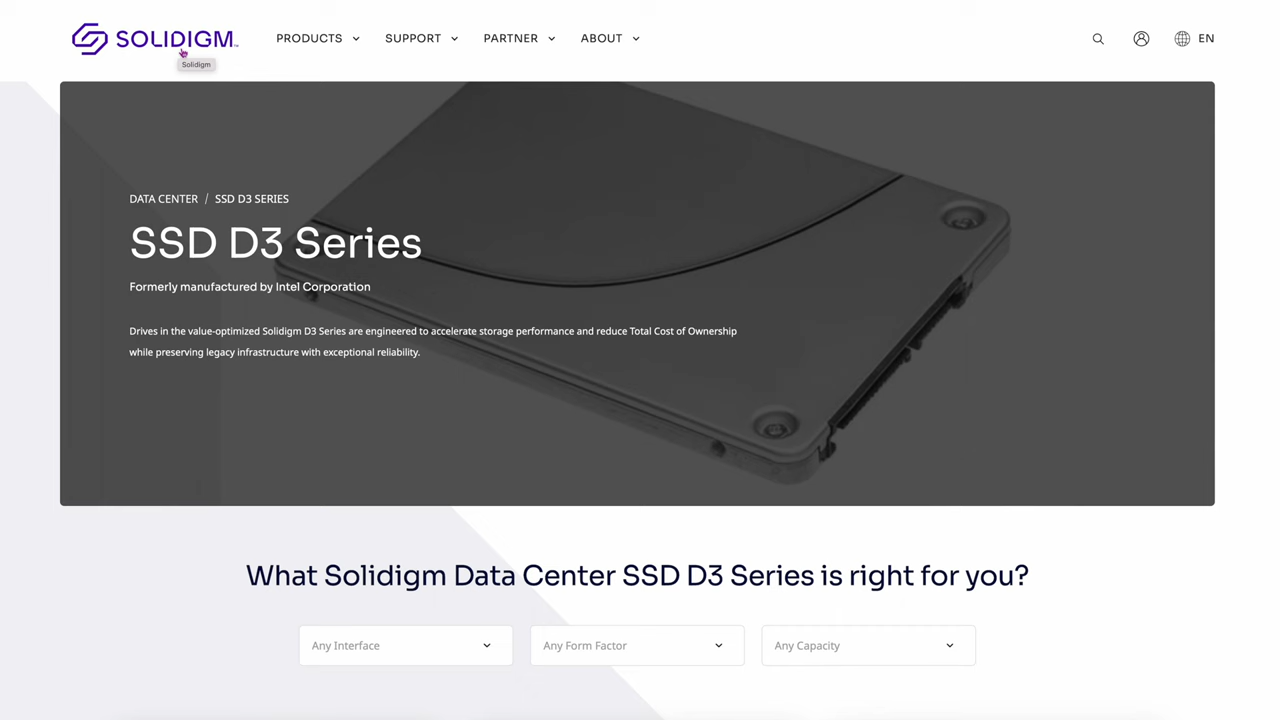 SOLIDIGM™
PRODUCTS
SUPPORT
PARTNER
ABOUT
EN
Solidigm
DATA CENTER / SSD D3 SERIES
SSD D3 Series
Formerly manufactured by Intel Corporation
Drives in the value-optimized Solidigm D3 Series are engineered to accelerate storage performance and reduce Total Cost of Ownership
while preserving legacy infrastructure with exceptional reliability.
What Solidigm Data Center SSD D3 Series is right for you?
Any Interface
Any Form Factor
Any Capacity